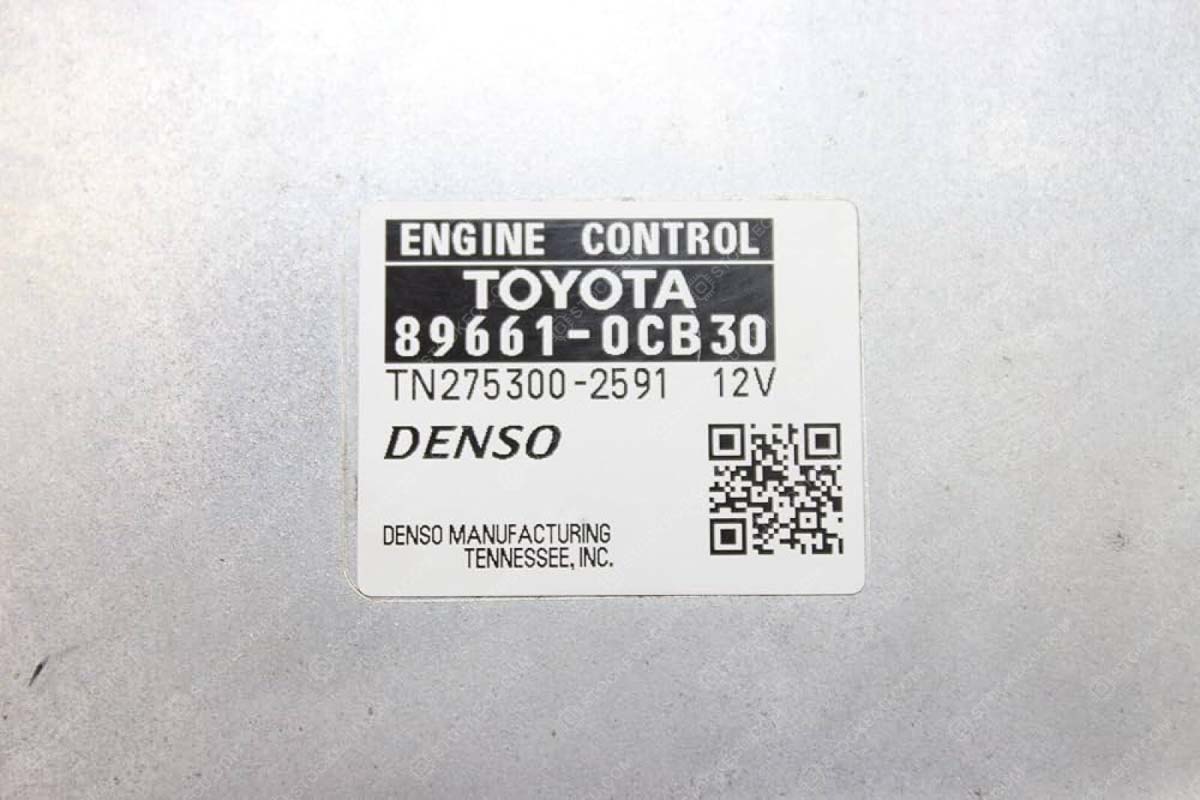 ENGINE CONTROL
TOYOTA
89661-0CB30
TN275300-2591 12V
DENSO
DENSO MANUFACTURING
TENNESSEE, INC.